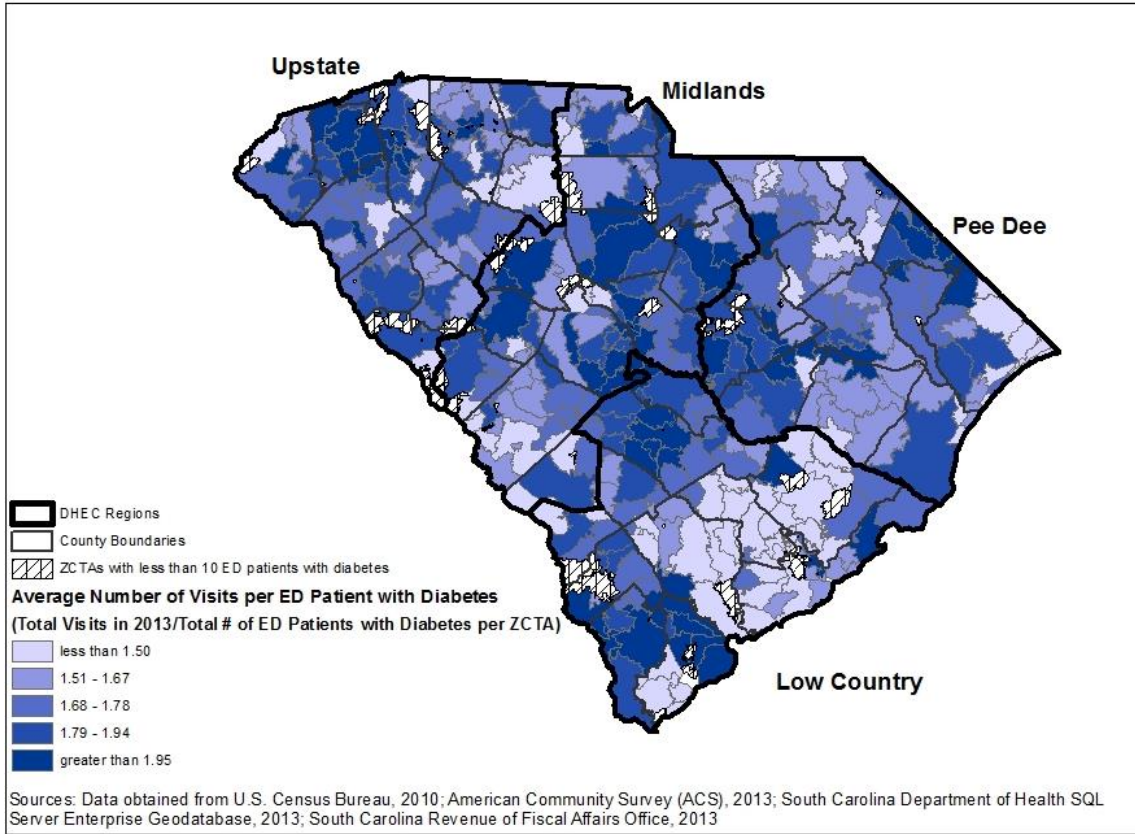 Upstate
Midlands
Pee Dee
Low Country
DHEC Regions
County Boundaries
ZCTAs with less than 10 ED patients with diabetes
Average Number of Visits per ED Patient with Diabetes
(Total Visits in 2013/Total # of ED Patients with Diabetes per ZCTA)
less than 1.50
1.51 - 1.67
1.68 - 1.78
1.79 - 1.94
greater than 1.95
Sources: Data obtained from U.S. Census Bureau, 2010; American Community Survey (ACS), 2013; South Carolina Department of Health SQL
Server Enterprise Geodatabase, 2013; South Carolina Revenue of Fiscal Affairs Office, 2013